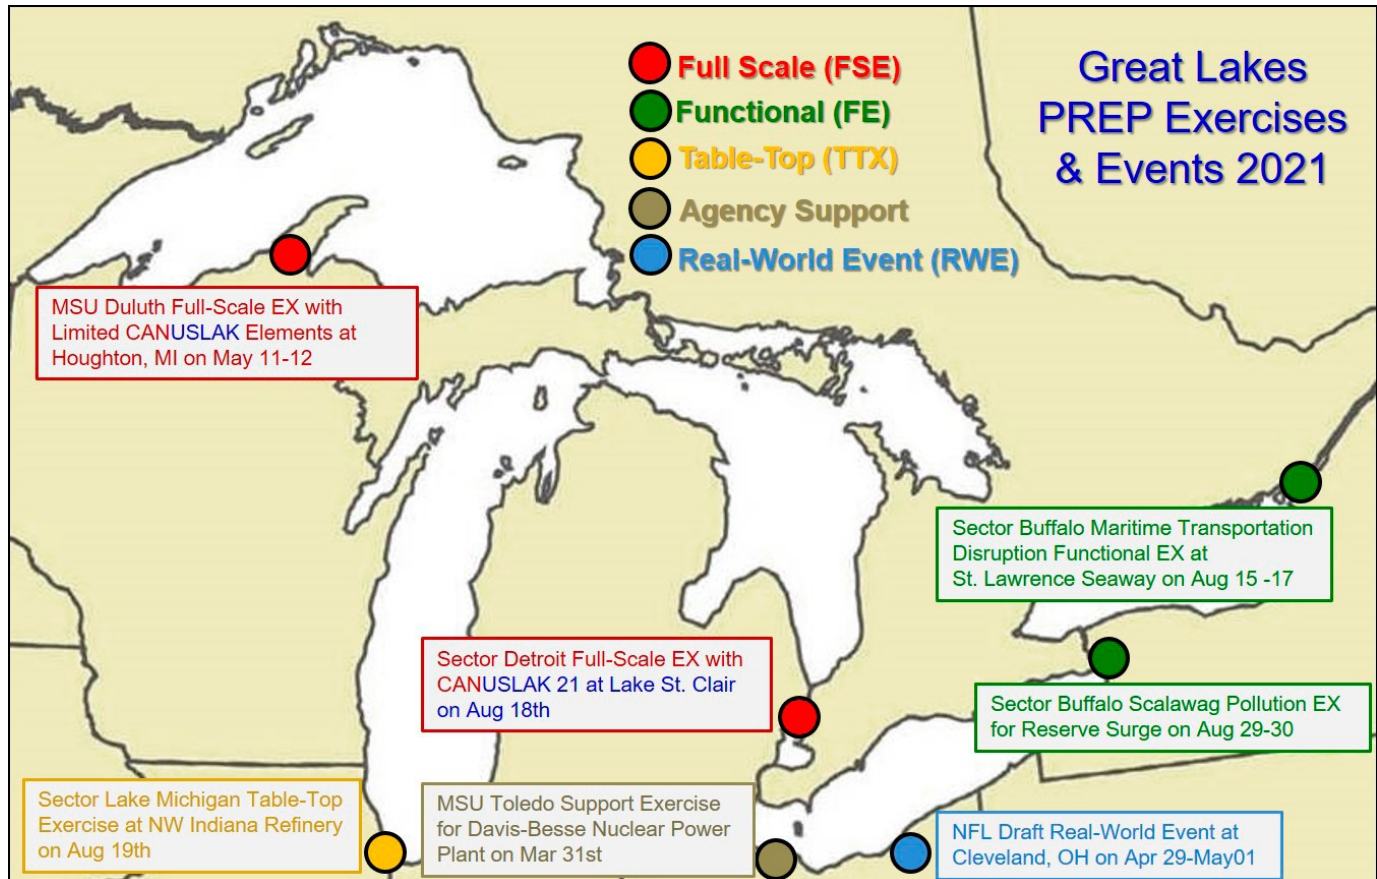 Great Lakes
PREP Exercises
& Events 2021
Full Scale (FSE)
Functional (FE)
Table-Top (TTX)
Agency Support
Real-World Event (RWE)
MSU Duluth Full-Scale EX with
Limited CANUSLAK Elements at
Houghton, MI on May 11-12
Sector Buffalo Maritime Transportation
Disruption Functional EX at
St. Lawrence Seaway on Aug 15 -17
Sector Detroit Full-Scale EX with
CANUSLAK 21 at Lake St. Clair
on Aug 18th
Sector Buffalo Scalawag Pollution EX
for Reserve Surge on Aug 29-30
Sector Lake Michigan Table-Top
Exercise at NW Indiana Refinery
on Aug 19th
MSU Toledo Support Exercise
for Davis-Besse Nuclear Power
Plant on Mar 31st
NFL Draft Real-World Event at
Cleveland, OH on Apr 29-May01